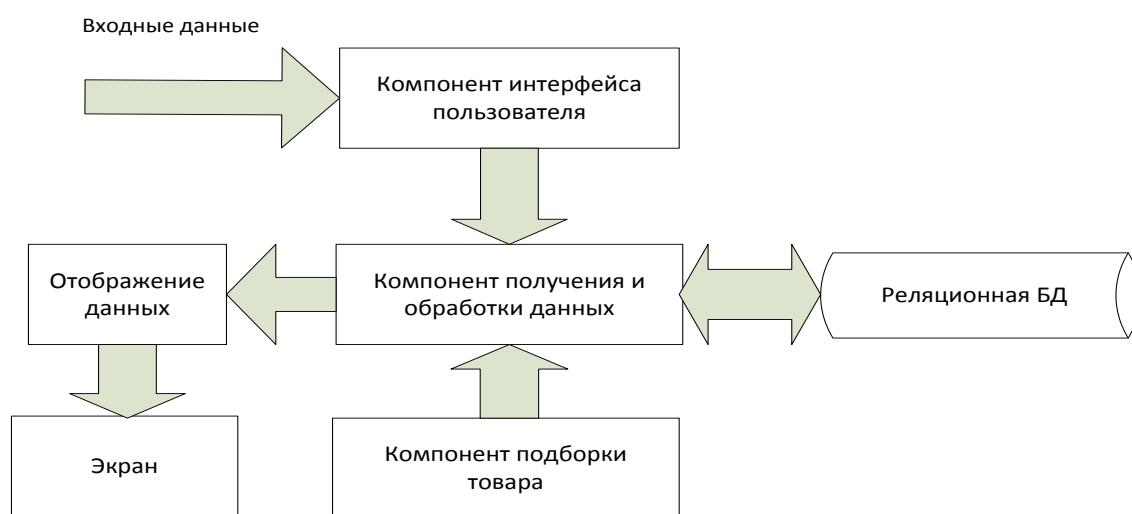 Входные данные
Компонент интерфейса
пользователя
Отображение
данных
Компонент получения и
обработки данных
Реляционная БД
Экран
Компонент подборки
товара